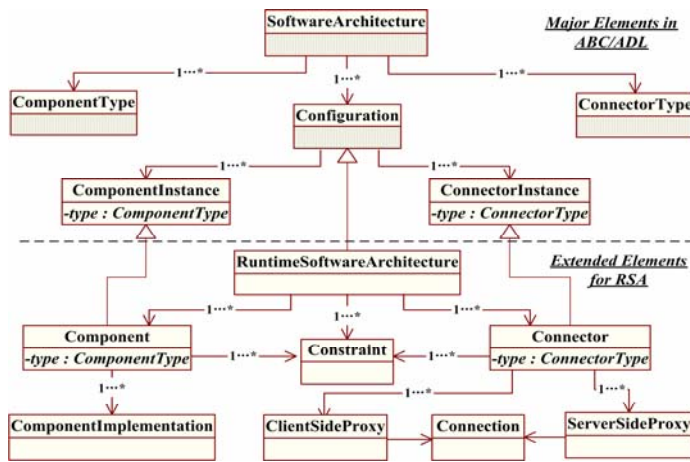 SoftwareArchitecture
Major Elements in
ABC/ADL
1···*
1···*
1···*
ComponentType
ConnectorType
Configuration
1···*
1···*
ComponentInstance
-type : ComponentType
ConnectorInstance
-type : ConnectorType
RuntimeSoftwareArchitecture
Extended Elements
for RSA
1···*
1···*
1···*
Component
-type : ComponentType
1···*
Constraint
1···*
Connector
-type : ConnectorType
1···*
1···*
1···*
ComponentImplementation
ClientSideProxy
Connection
ServerSideProxy